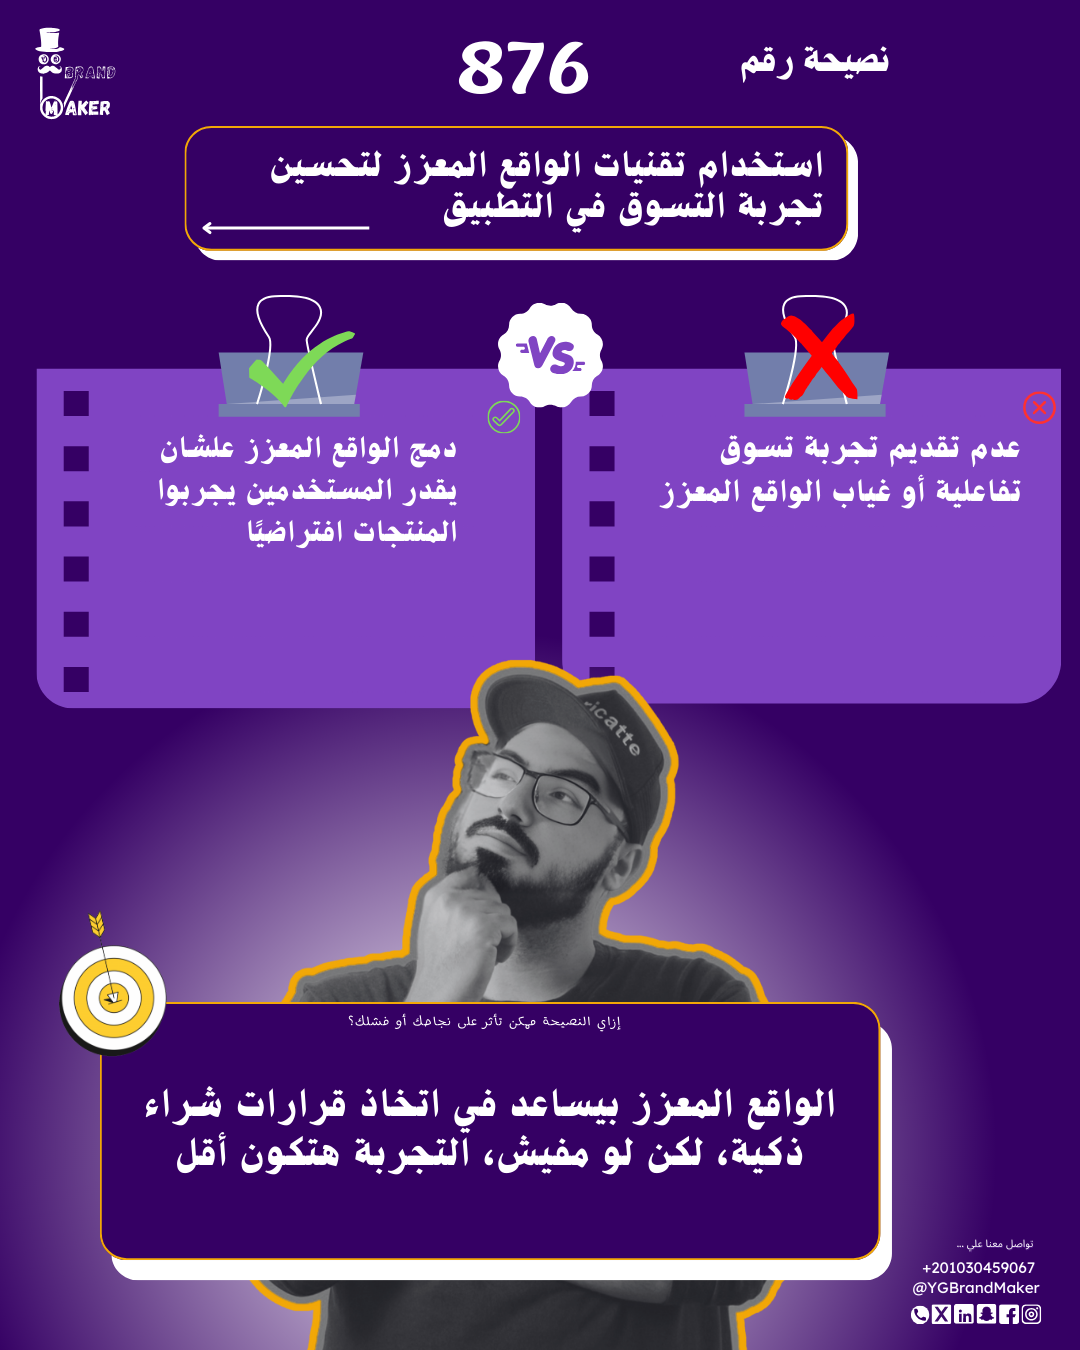 BRAND
MAKER
نصيحة رقم
876
استخدام تقنيات الواقع المعزز لتحسين
تجربة التسوق في التطبيق
VS
عدم تقديم تجربة تسوق
تفاعلية أو غياب الواقع المعزز
دمج الواقع المعزز علشان
يقدر المستخدمين يجربوا
المنتجات افتراضيًا
icatte
إزاي النصيحة ممكن تأثر على نجاحك أو فشلك؟
الواقع المعزز بيساعد في اتخاذ قرارات شراء
ذكية، لكن لو مفيش، التجربة هتكون أقل
تواصل معنا علي ...
+201030459067
@YGBrandMaker